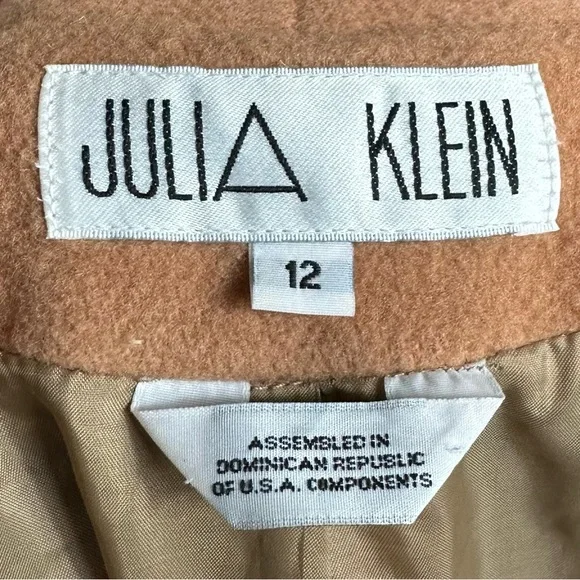 JULIA KLEIN
12
ASSEMBLED IN
DOMINICAN REPUBLIC
OF U.S.A. COMPONENTS